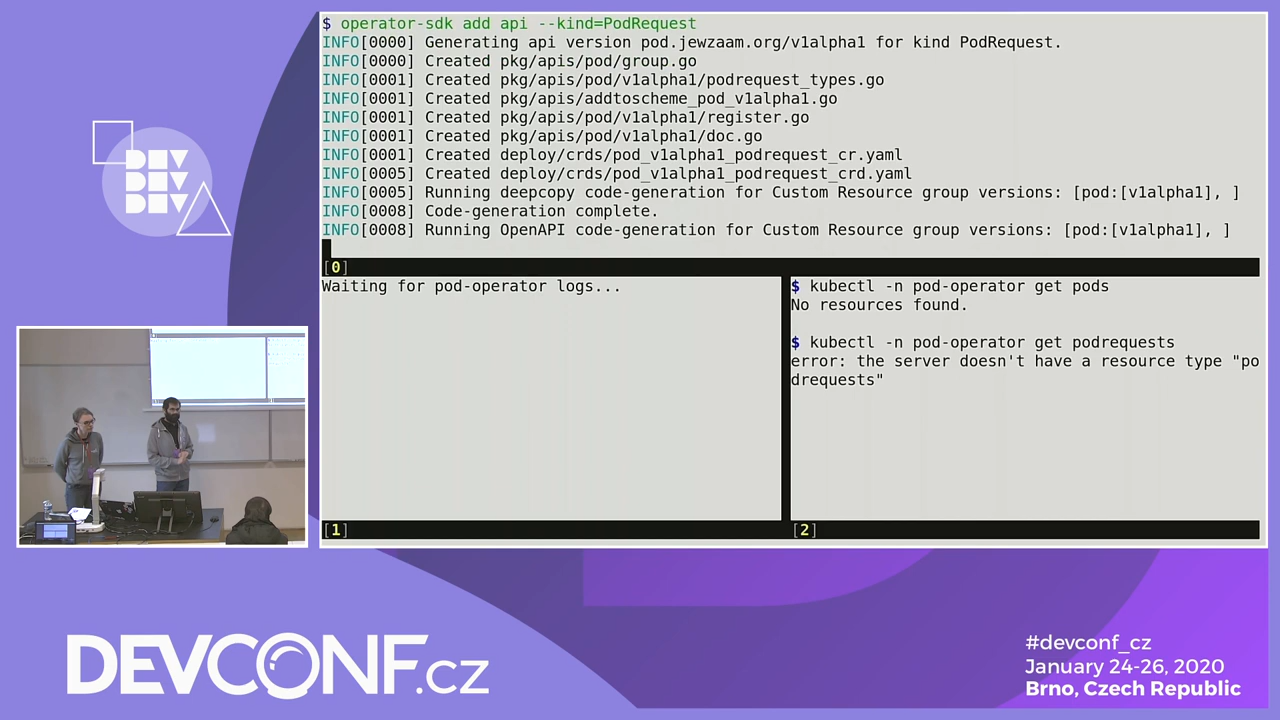 $ operator-sdk add api --kind=PodRequest
INFO[0000] Generating api version pod.jewzaam.org/v1alpha1 for kind PodRequest.
INFO[0000] Created pkg/apis/pod/group.go
INFO[0001] Created pkg/apis/pod/v1alpha1/podrequest_types.go
INFO[0001] Created pkg/apis/addtoscheme_pod_v1alpha1.go
INFO[0001] Created pkg/apis/pod/v1alpha1/register.go
INFO[0001] Created pkg/apis/pod/v1alpha1/doc.go
INFO[0001] Created deploy/crds/pod_v1alpha1_podrequest_cr.yaml
INFO[0005] Created deploy/crds/pod_v1alpha1_podrequest_crd.yaml
INFO[0005] Running deepcopy code-generation for Custom Resource group versions: [pod:[v1alpha1], ]
INFO[0008] Code-generation complete.
INFO[0008] Running OpenAPI code-generation for Custom Resource group versions: [pod:[v1alpha1], ]
[0]
Waiting for pod-operator logs...
[1]
$ kubectl -n pod-operator get pods
No resources found.
$ kubectl -n pod-operator get podrequests
error: the server doesn't have a resource type "po
drequests"
[2]
DEV
DEV
DEV
DEVCONF.cz
#devconf_cz
January 24-26, 2020
Brno, Czech Republic